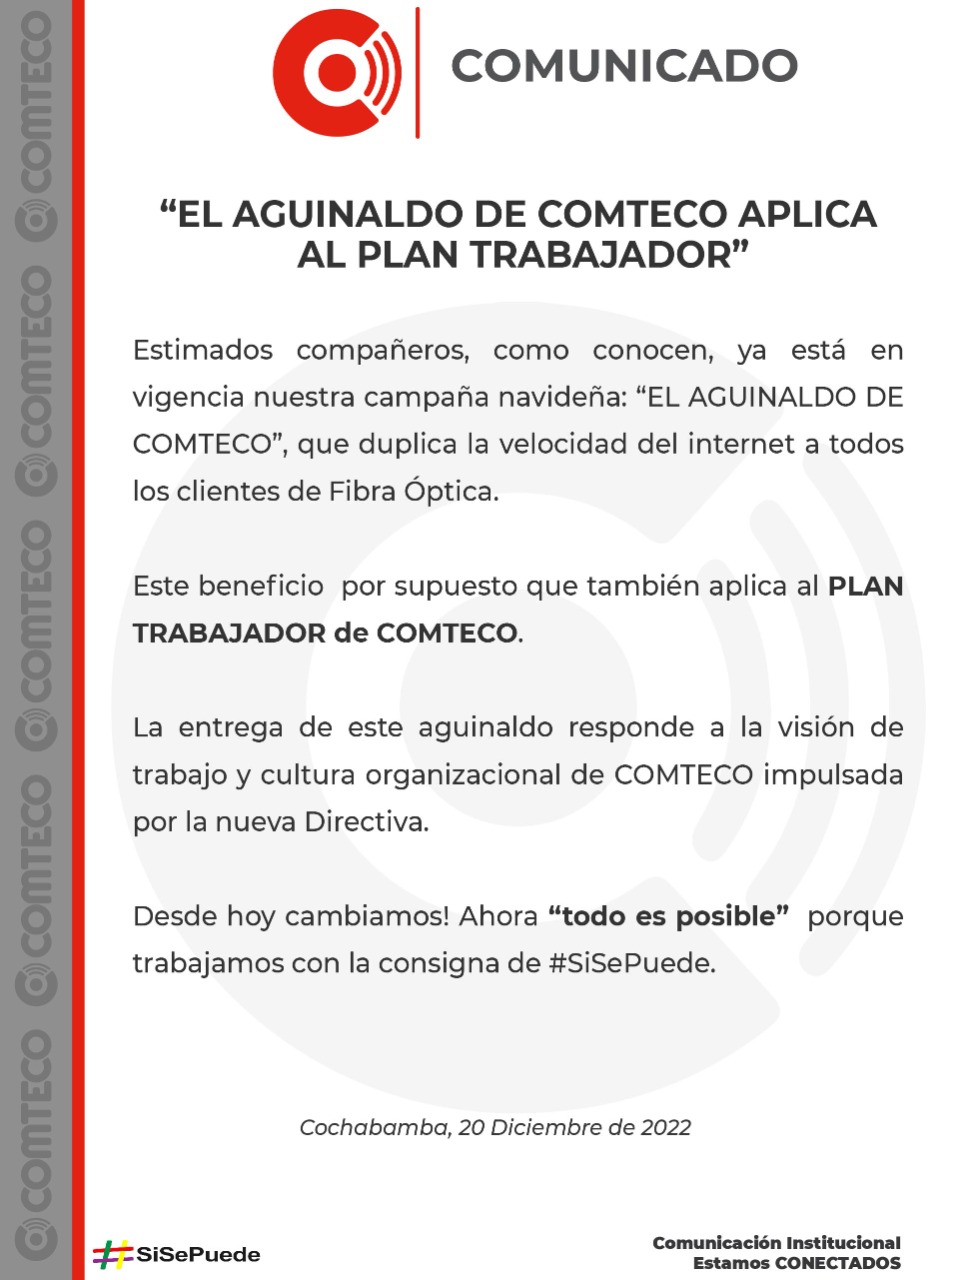 COMUNICADO
“EL AGUINALDO DE COMTECO APLICA
AL PLAN TRABAJADOR”
Estimados compañeros, como conocen, ya está en
vigencia nuestra campaña navideña: “EL AGUINALDO DE
COMTECO”, que duplica la velocidad del internet a todos
los clientes de Fibra Óptica.
Este beneficio por supuesto que también aplica al PLAN
TRABAJADOR de COMTECO.
La entrega de este aguinaldo responde a la visión de
trabajo y cultura organizacional de COMTECO impulsada
por la nueva Directiva.
Desde hoy cambiamos! Ahora “todo es posible” porque
trabajamos con la consigna de #SiSePuede.
Cochabamba, 20 Diciembre de 2022
#SiSePuede
Comunicación Institucional
Estamos CONECTADOS
COMTECO
COMTECO
COMTECO
COMTECO
COMTECO